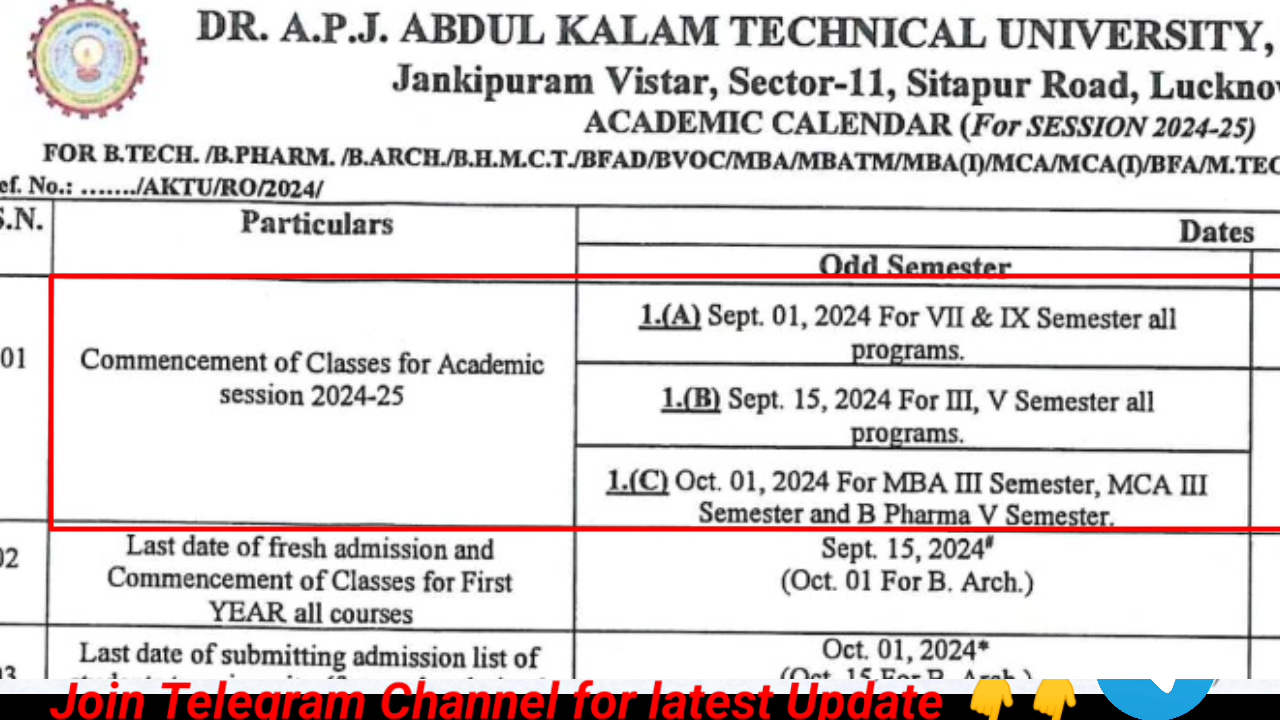 DR. A.P.J. ABDUL KALAM TECHNICAL UNIVERSITY,
Jankipuram Vistar, Sector-11, Sitapur Road,
ACADEMIC CALENDAR (For SESSION 2024-25)
FOR B.TECH. /B.PHARM. /B.ARCH./B.H.M.C.T./BFAD/BVOC/MBA/MBATM/MBA(I)/MCA/MCA(I)/BFA/M.TEC
ef. No.: ……./AKTU/RO/2024/
S.N.
Particulars
Dates
Odd Semester
01
Commencement of Classes for Academic
session 2024-25
1.(A) Sept. 01, 2024 For VII & IX Semester all
programs.
1.(B) Sept. 15, 2024 For III, V Semester all
programs.
1.(C) Oct. 01, 2024 For MBA III Semester, MCA III
Semester and B Pharma V Semester.
02
Last date of fresh admission and
Commencement of Classes for First
YEAR all courses
Sept. 15, 2024#
(Oct. 01 For B. Arch.)
Last date of submitting admission list of
Oct. 01, 2024*
(Oct. 15 For B. Arch.)
Join Telegram Channel for latest Update